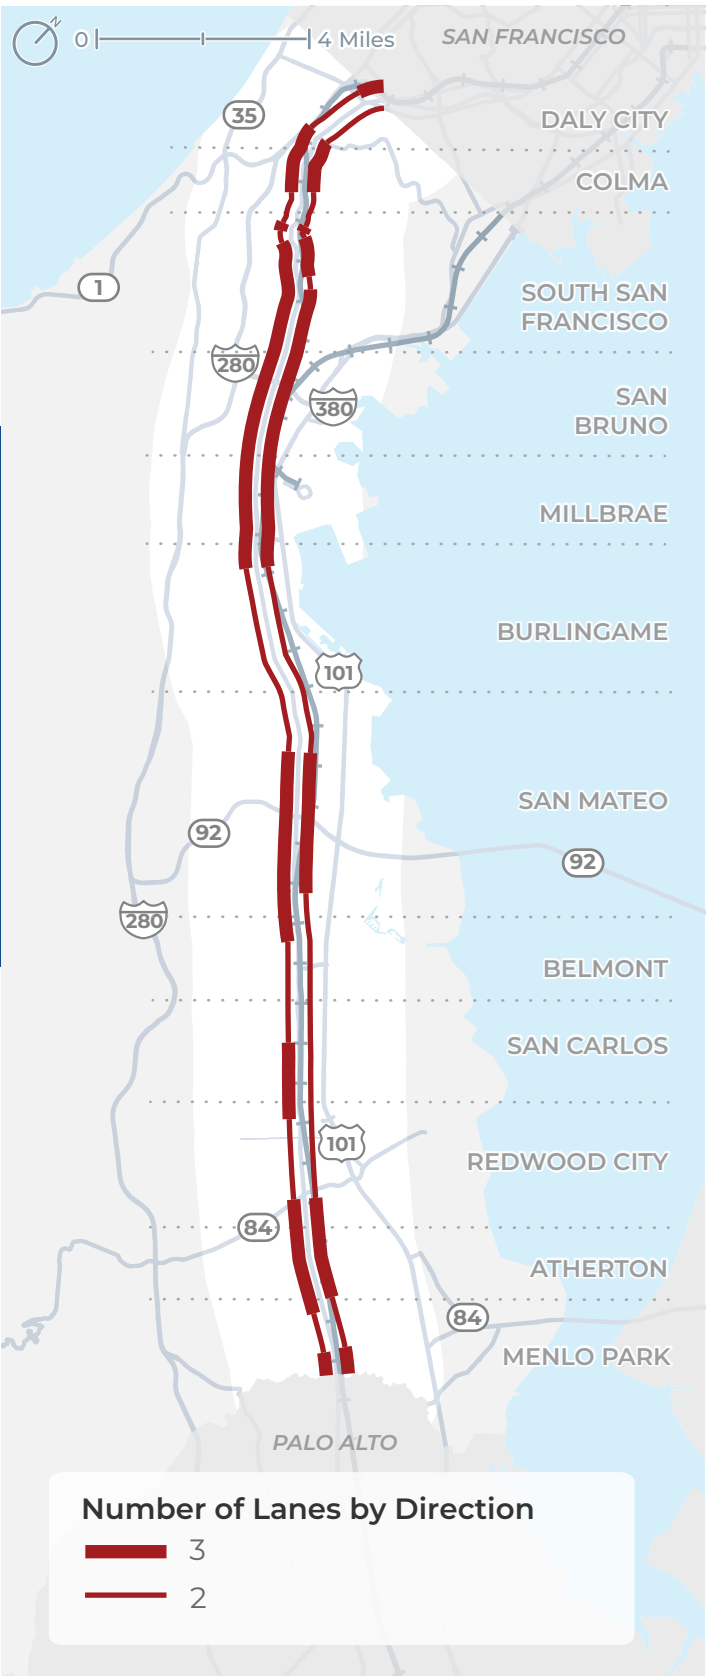 N
0 4 Miles
SAN FRANCISCO
35
DALY CITY
COLMA
1
SOUTH SAN
FRANCISCO
280
380
SAN
BRUNO
MILLBRAE
BURLINGAME
101
SAN MATEO
92
92
280
BELMONT
SAN CARLOS
101
REDWOOD CITY
84
ATHERTON
84
MENLO PARK
PALO ALTO
Number of Lanes by Direction
3
2